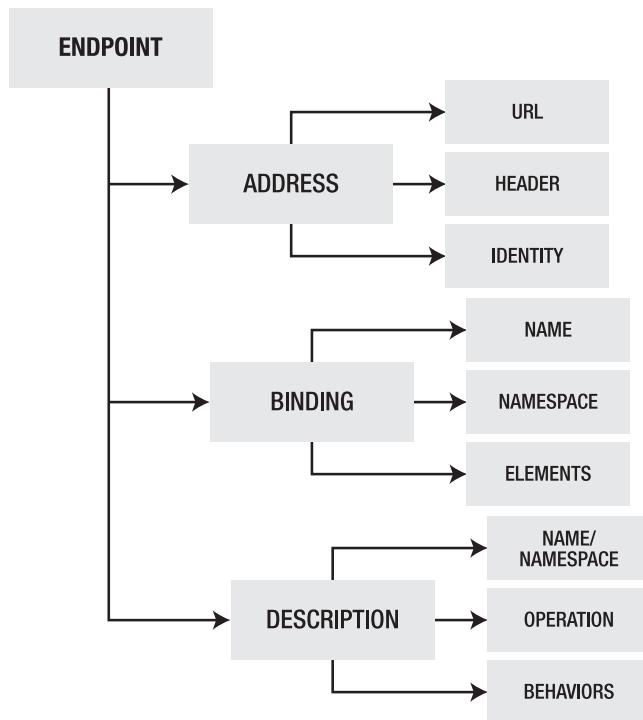 ENDPOINT
ADDRESS
URL
HEADER
IDENTITY
BINDING
NAME
NAMESPACE
ELEMENTS
DESCRIPTION
NAME/
NAMESPACE
OPERATION
BEHAVIORS